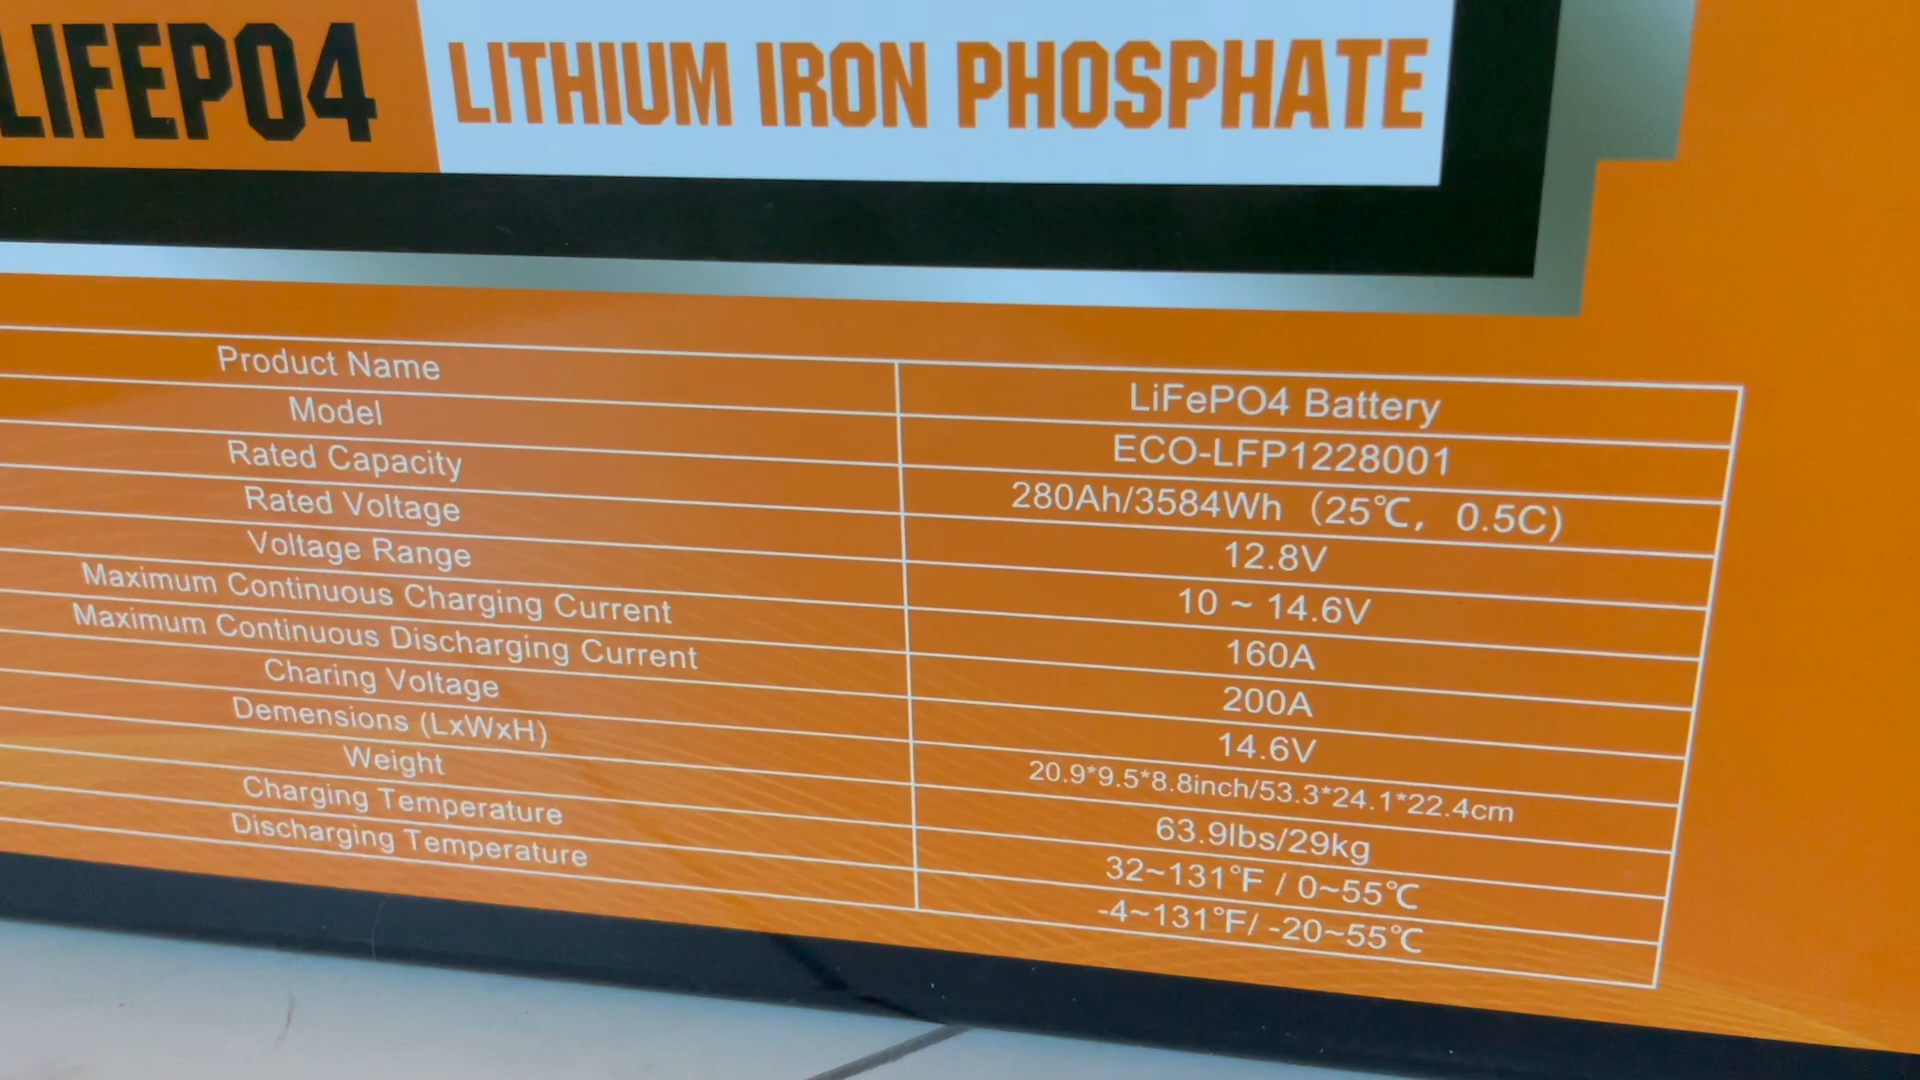 LIFEPO4 LITHIUM IRON PHOSPHATE
Product Name LiFePO4 Battery
Model ECO-LFP1228001
Rated Capacity 280Ah/3584Wh (25℃, 0.5C)
Rated Voltage 12.8V
Voltage Range 10 ~ 14.6V
Maximum Continuous Charging Current 160A
Maximum Continuous Discharging Current 200A
Charing Voltage 14.6V
Demensions (LxWxH) 20.9*9.5*8.8inch/53.3*24.1*22.4cm
Weight 63.9lbs/29kg
Charging Temperature 32~131℉ / 0~55℃
Discharging Temperature -4~131℉/ -20~55℃